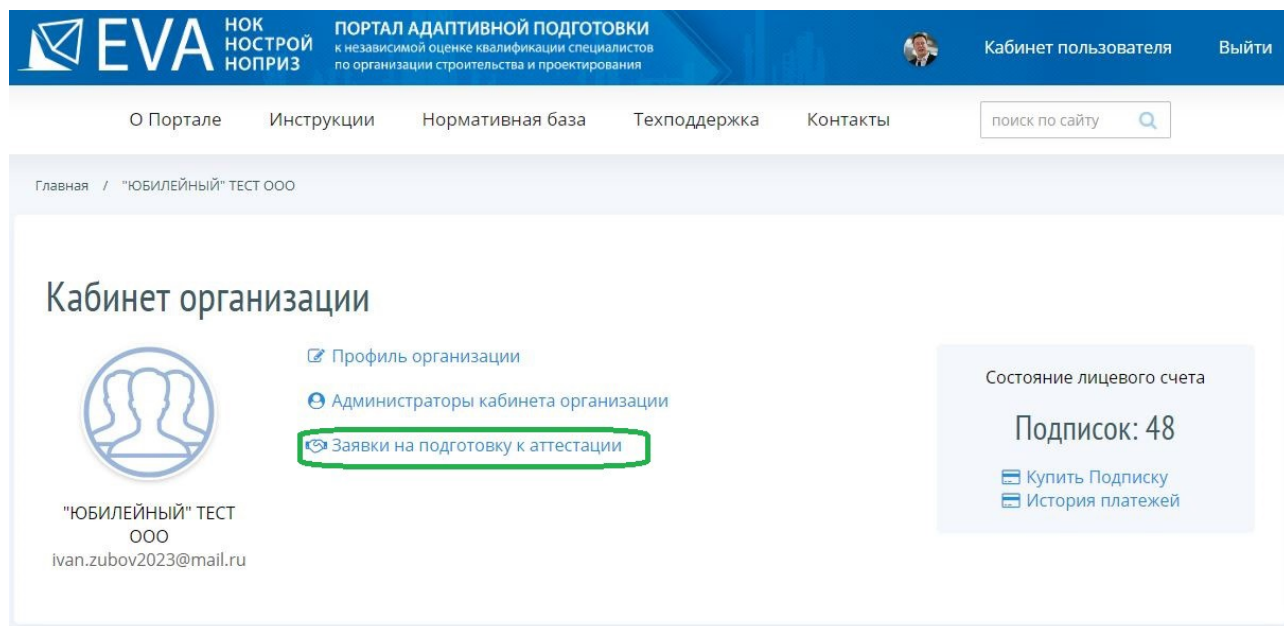 EVA
НОК
НОСТРОЙ
НОПРИЗ
ПОРТАЛ АДАПТИВНОЙ ПОДГОТОВКИ
к независимой оценке квалификации специалистов
по организации строительства и проектирования
Кабинет пользователя
Выйти
О Портале
Инструкции
Нормативная база
Техподдержка
Контакты
поиск по сайту
Главная / "ЮБИЛЕЙНЫЙ" ТЕСТ ООО
Кабинет организации
Профиль организации
Администраторы кабинета организации
Заявки на подготовку к аттестации
"ЮБИЛЕЙНЫЙ" ТЕСТ
ООО
ivan.zubov2023@mail.ru
Состояние лицевого счета
Подписок: 48
Купить Подписку
История платежей